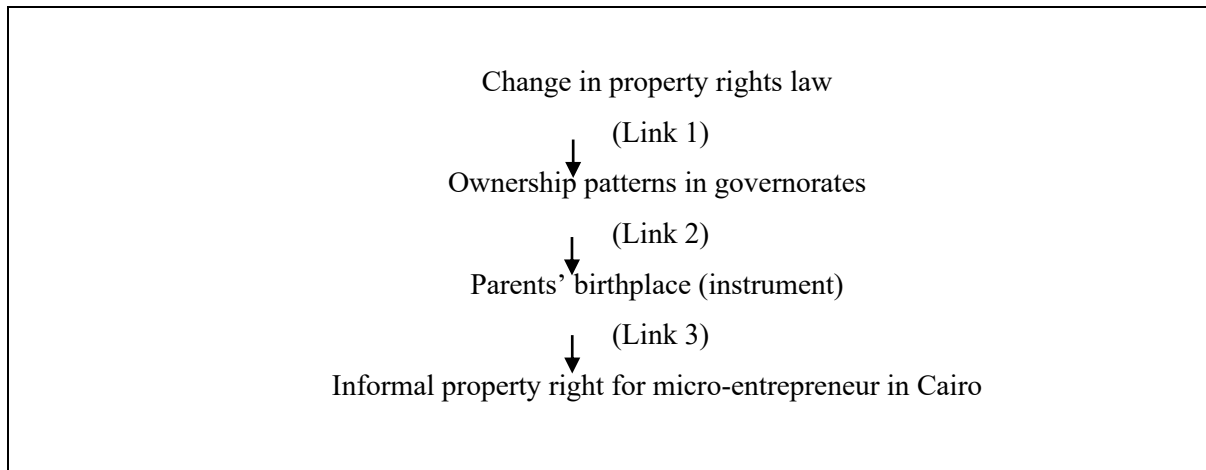 Change in property rights law
(Link 1)
Ownership patterns in governorates
(Link 2)
Parents’ birthplace (instrument)
(Link 3)
Informal property right for micro-entrepreneur in Cairo